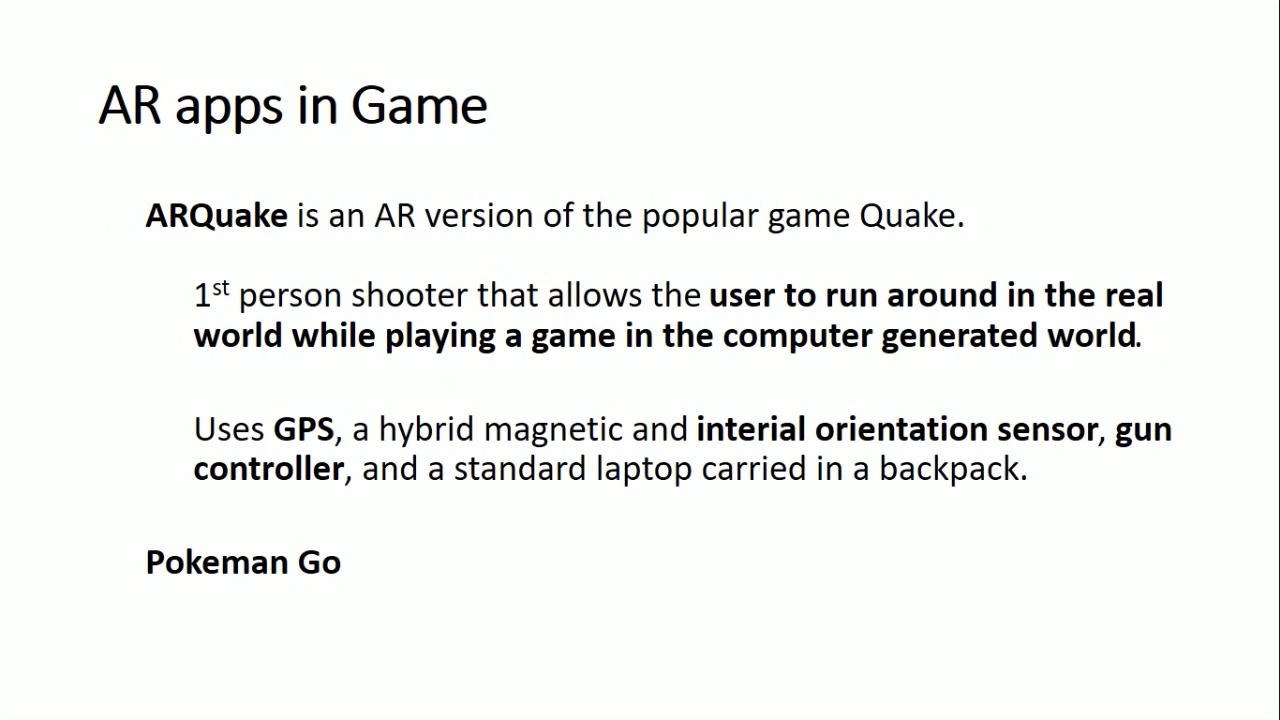 AR apps in Game
ARQuake is an AR version of the popular game Quake.
1st person shooter that allows the user to run around in the real
world while playing a game in the computer generated world.
Uses GPS, a hybrid magnetic and interial orientation sensor, gun
controller, and a standard laptop carried in a backpack.
Pokeman Go